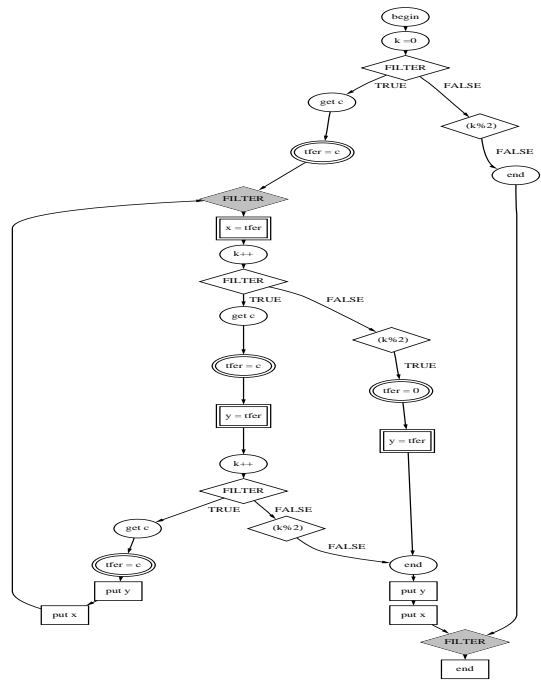 begin
k =0
FILTER
TRUE
FALSE
get c
(k%2)
FALSE
tfer = c
end
FILTER
x = tfer
k++
FILTER
TRUE
FALSE
get c
(k%2)
TRUE
tfer = c
tfer = 0
y = tfer
y = tfer
k++
FILTER
TRUE
FALSE
get c
(k%2)
FALSE
tfer = c
end
put y
put y
put x
put x
FILTER
end